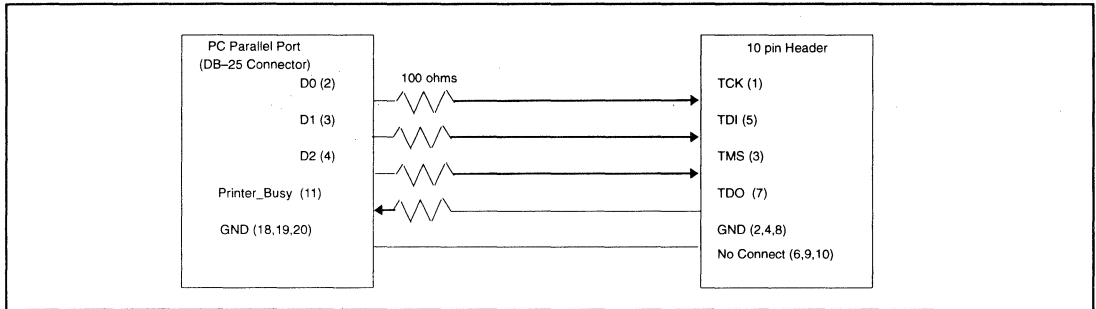 PC Parallel Port
(DB-25 Connector)
D0 (2)
D1 (3)
D2 (4)
Printer_Busy (11)
GND (18,19,20)
100 ohms
10 pin Header
TCK (1)
TDI (5)
TMS (3)
TDO (7)
GND (2,4,8)
No Connect (6,9,10)